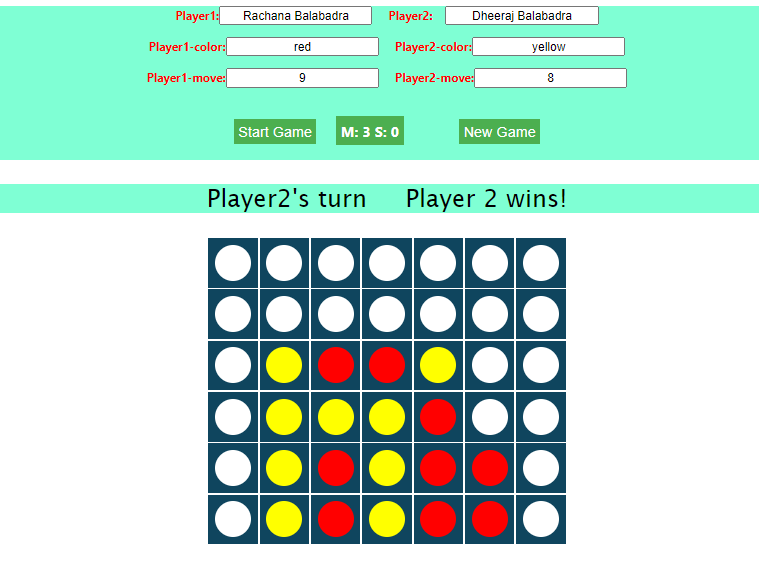 Player1: Rachana Balabadra Player2: Dheeraj Balabadra
Player1-color: red Player2-color: yellow
Player1-move: 9 Player2-move: 8
Start Game M: 3 S: 0 New Game
Player2's turn Player 2 wins!